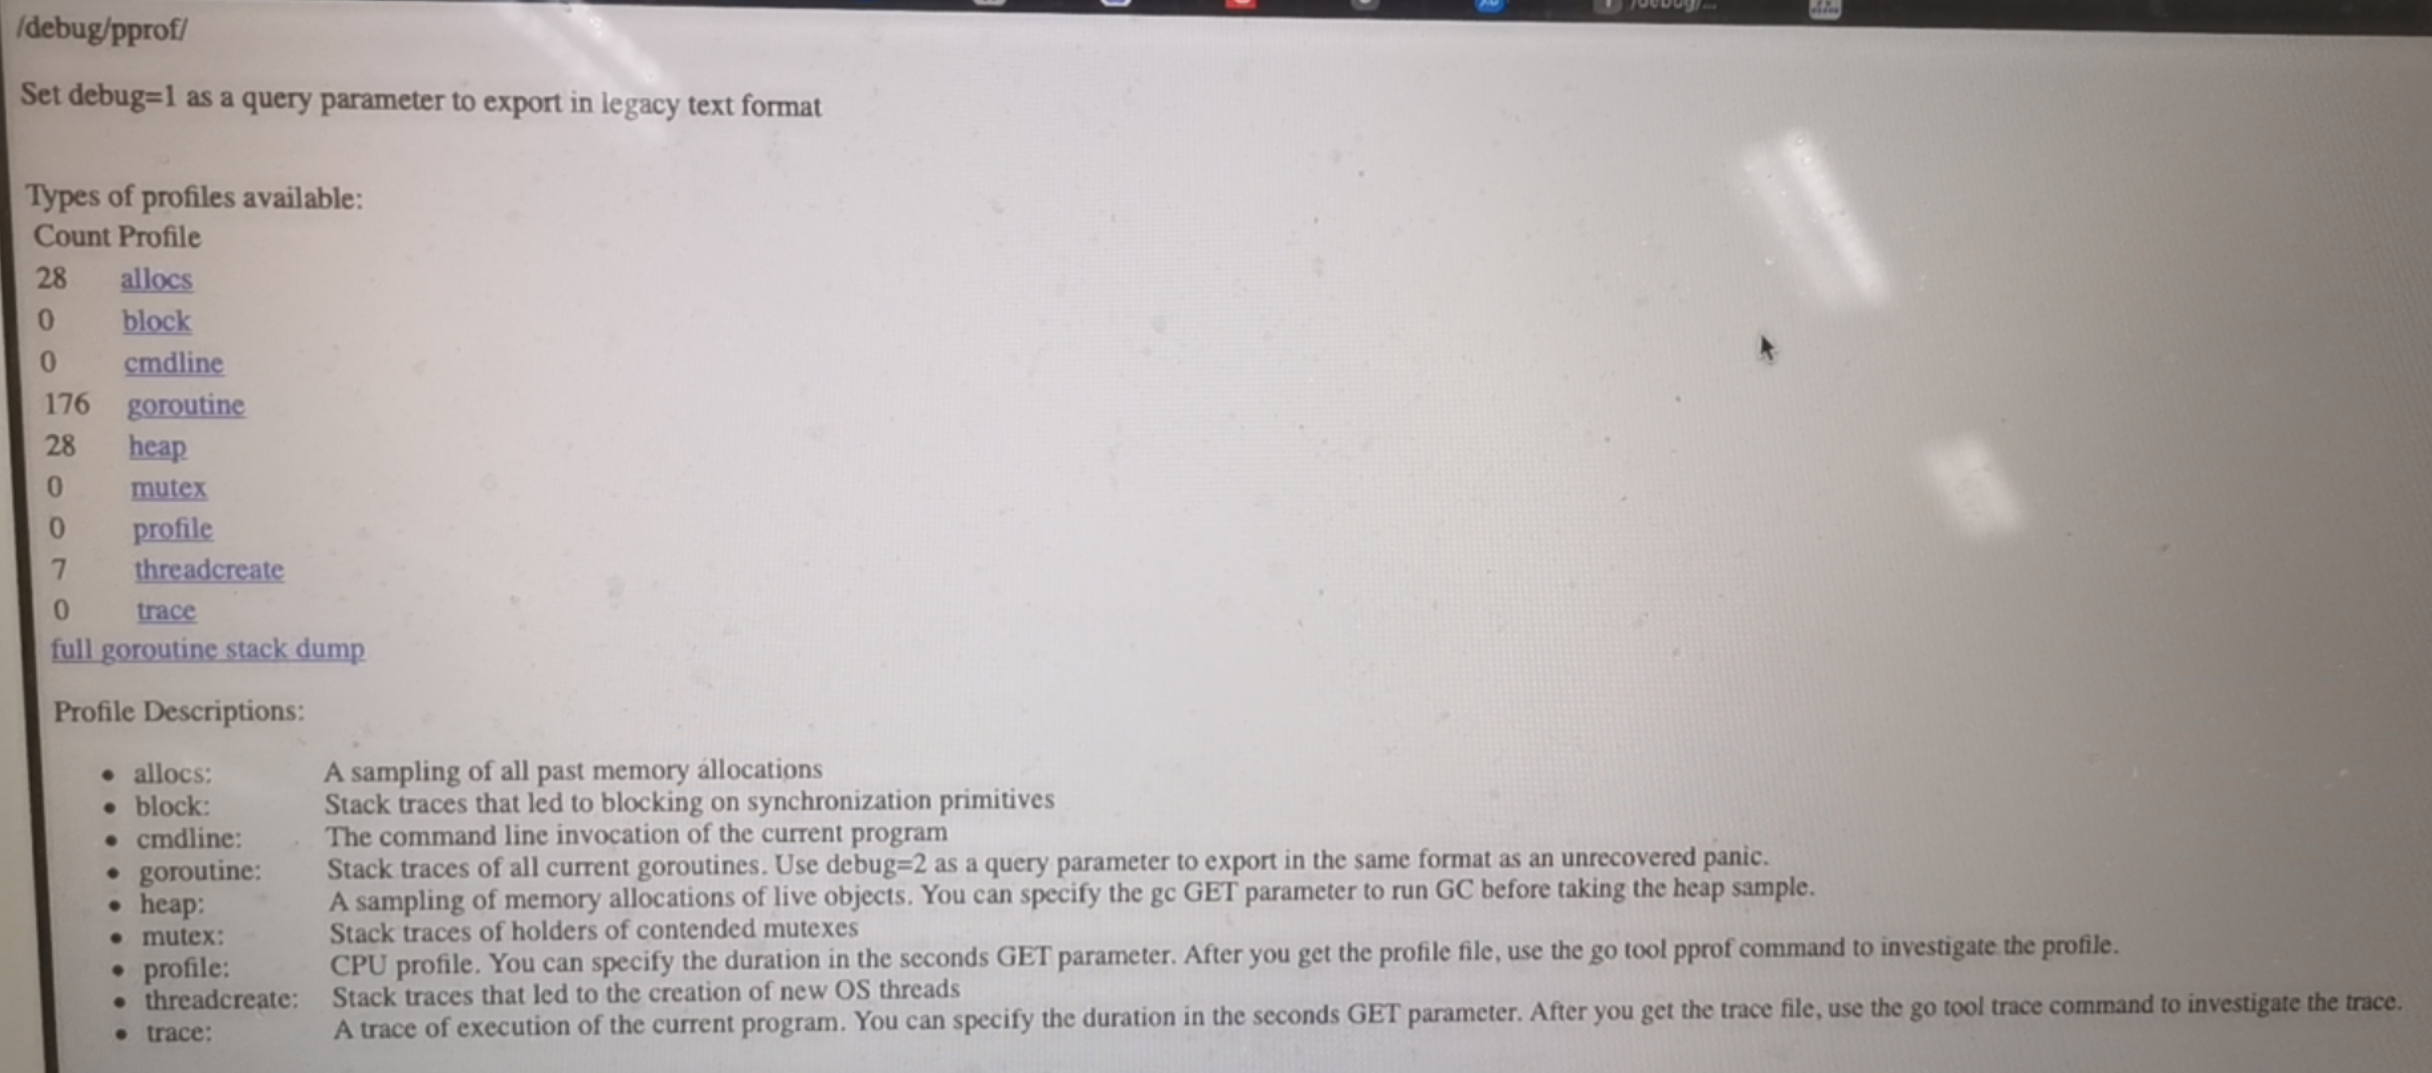 /debug/pprof/
Set debug=1 as a query parameter to export in legacy text format
Types of profiles available:
Count Profile
28 allocs
0 block
0 cmdline
176 goroutine
28 heap
0 mutex
0 profile
7 threadcreate
0 trace
full goroutine stack dump
Profile Descriptions:
• allocs: A sampling of all past memory allocations
• block: Stack traces that led to blocking on synchronization primitives
• cmdline: The command line invocation of the current program
• goroutine: Stack traces of all current goroutines. Use debug=2 as a query parameter to export in the same format as an unrecovered panic.
• heap: A sampling of memory allocations of live objects. You can specify the gc GET parameter to run GC before taking the heap sample.
• mutex: Stack traces of holders of contended mutexes
• profile: CPU profile. You can specify the duration in the seconds GET parameter. After you get the profile file, use the go tool pprof command to investigate the profile.
• threadcreate: Stack traces that led to the creation of new OS threads
• trace: A trace of execution of the current program. You can specify the duration in the seconds GET parameter. After you get the trace file, use the go tool trace command to investigate the trace.